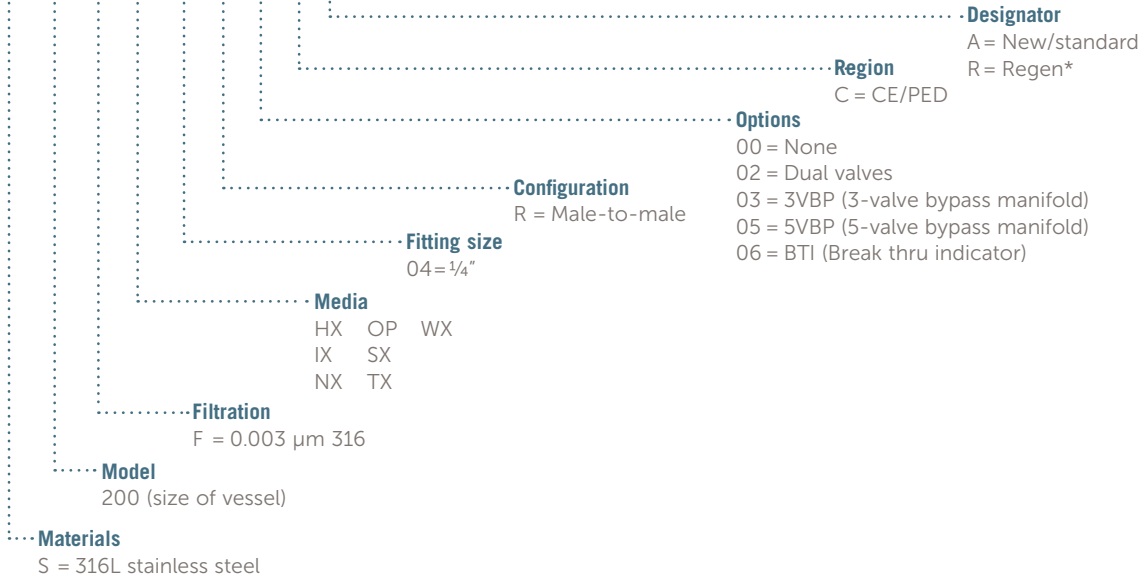 Designator
A = New/standard
R = Regen*
Region
C = CE/PED
Options
00 = None
02 = Dual valves
03 = 3VBP (3-valve bypass manifold)
05 = 5VBP (5-valve bypass manifold)
06 = BTI (Break thru indicator)
Configuration
R = Male-to-male
Fitting size
04=¼″
Media
HX OP WX
IX SX
NX TX
Filtration
F = 0.003 µm 316
Model
200 (size of vessel)
Materials
S = 316L stainless steel